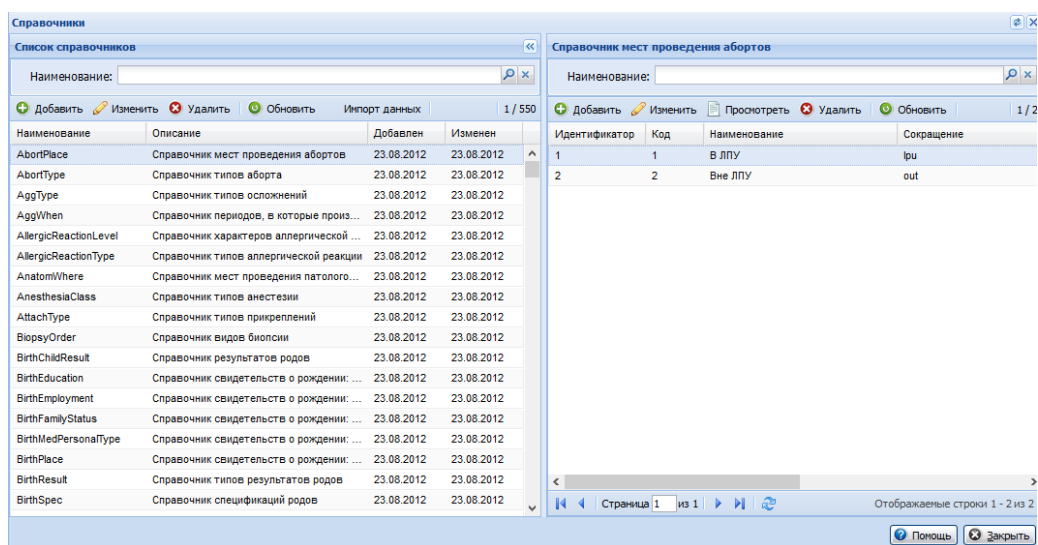 Справочники
Список справочников
Наименование:
Добавить Изменить Удалить Обновить Импорт данных 1 / 550
Наименование Описание Добавлен Изменен
AbortPlace Справочник мест проведения абортов 23.08.2012 23.08.2012
AbortType Справочник типов аборта 23.08.2012 23.08.2012
AggType Справочник типов осложнений 23.08.2012 23.08.2012
AggWhen Справочник периодов, в которые произ... 23.08.2012 23.08.2012
AllergicReactionLevel Справочник характеров аллергической ... 23.08.2012 23.08.2012
AllergicReactionType Справочник типов аллергической реакции 23.08.2012 23.08.2012
AnatomWhere Справочник мест проведения патолого... 23.08.2012 23.08.2012
AnesthesiaClass Справочник типов анестезии 23.08.2012 23.08.2012
AttachType Справочник типов прикреплений 23.08.2012 23.08.2012
BiopsyOrder Справочник видов биопсии 23.08.2012 23.08.2012
BirthChildResult Справочник результатов родов 23.08.2012 23.08.2012
BirthEducation Справочник свидетельств о рождении: ... 23.08.2012 23.08.2012
BirthEmployment Справочник свидетельств о рождении: ... 23.08.2012 23.08.2012
BirthFamilyStatus Справочник свидетельств о рождении: ... 23.08.2012 23.08.2012
BirthMedPersonalType Справочник свидетельств о рождении: ... 23.08.2012 23.08.2012
BirthPlace Справочник свидетельств о рождении: ... 23.08.2012 23.08.2012
BirthResult Справочник типов результатов родов 23.08.2012 23.08.2012
BirthSpec Справочник спецификаций родов 23.08.2012 23.08.2012
Справочник мест проведения абортов
Наименование:
Добавить Изменить Просмотреть Удалить Обновить 1 / 2
Идентификатор Код Наименование Сокращение
1 1 В ЛПУ lpu
2 2 Вне ЛПУ out
Страница 1 из 1 Отображаемые строки 1 - 2 из 2
Помощь Закрыть